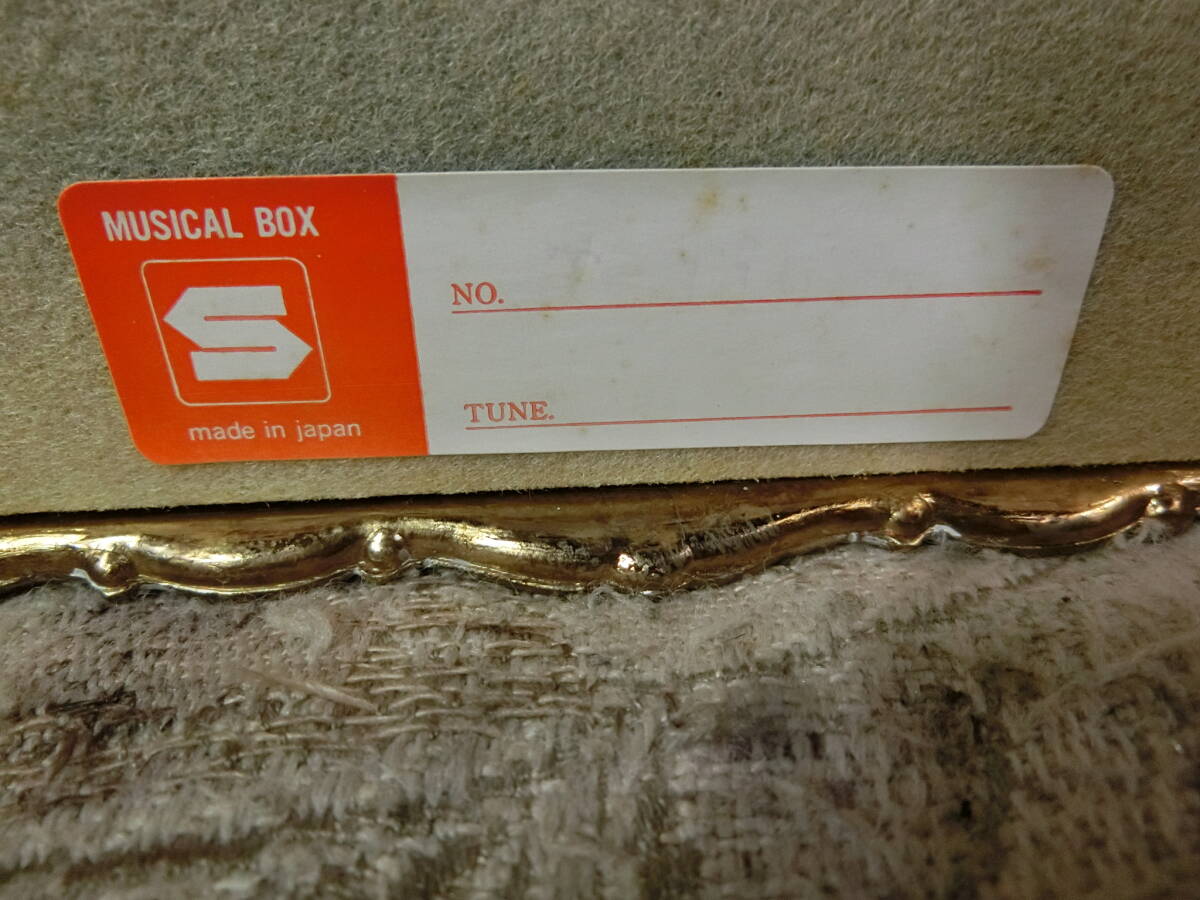 MUSICAL BOX
S
made in japan
NO.
TUNE.